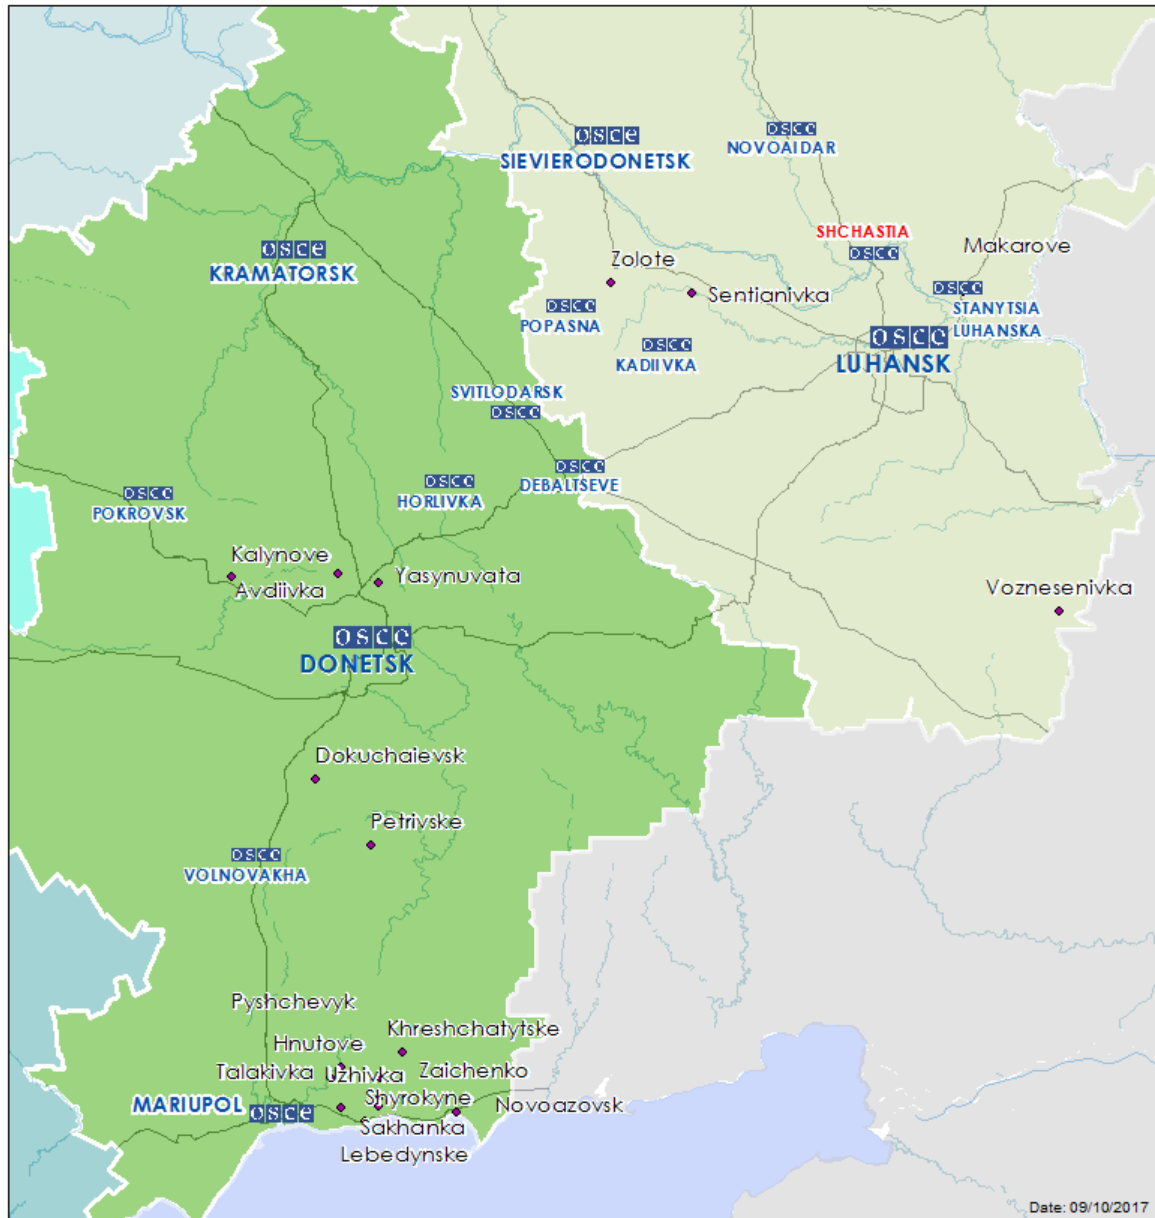 osce
SIEVIERODONETSK
osce
NOVOAIDAR
SHCHASTIA
osce
Makarove
osce
KRAMATORSK
Zolote
Sentianivka
osce
STANYTSIA
LUHANSKA
osce
POPASNA
osce
KADIIVKA
osce
LUHANSK
SVITLODARSK
osce
osce
DEBALTSEVE
osce
HORLIVKA
osce
POKROVSK
Kalynove
Avdiivka
Yasynuvata
Voznesenivka
osce
DONETSK
Dokuchaievsk
Petrivske
osce
VOLNOVAKHA
Pyshchevyk
Khreshchatytske
Hnutove
Talakivka
Uzhivka
Zaichenko
Shyrokyne
MARIUPOL
osce
Novoazovsk
Sakhanka
Lebedynske
Date: 09/10/2017